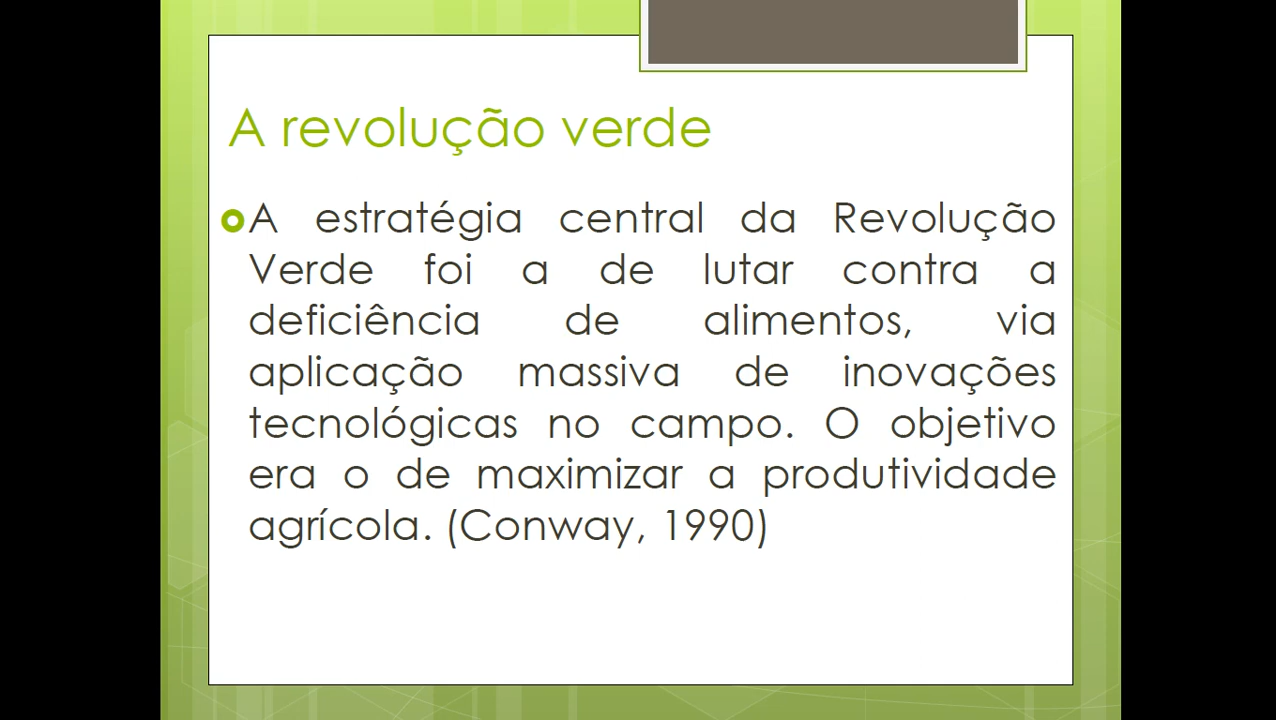 A revolução verde
A estratégia central da Revolução
Verde foi a de lutar contra a
deficiência de alimentos, via
aplicação massiva de inovações
tecnológicas no campo. O objetivo
era o de maximizar a produtividade
agrícola. (Conway, 1990)